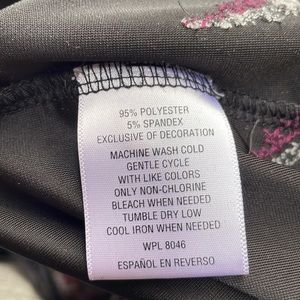 95% POLYESTER
5% SPANDEX
EXCLUSIVE OF DECORATION
MACHINE WASH COLD
GENTLE CYCLE
WITH LIKE COLORS
ONLY NON-CHLORINE
BLEACH WHEN NEEDED
TUMBLE DRY LOW
COOL IRON WHEN NEEDED
WPL 8046
ESPAÑOL EN REVERSO